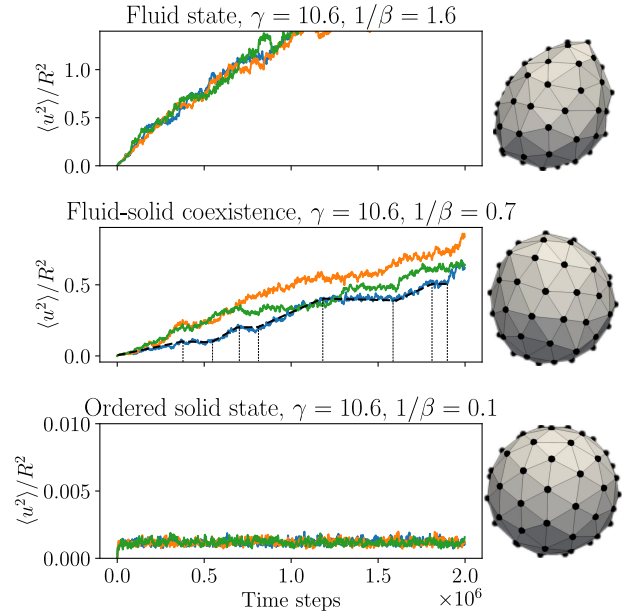 Fluid state, γ = 10.6, 1/β = 1.6
1.0
0.5
0.0
⟨u²⟩/R²
Fluid-solid coexistence, γ = 10.6, 1/β = 0.7
0.5
0.0
⟨u²⟩/R²
Ordered solid state, γ = 10.6, 1/β = 0.1
0.010
0.005
0.000
⟨u²⟩/R²
0.0 0.5 1.0 1.5 2.0
Time steps ×10⁶